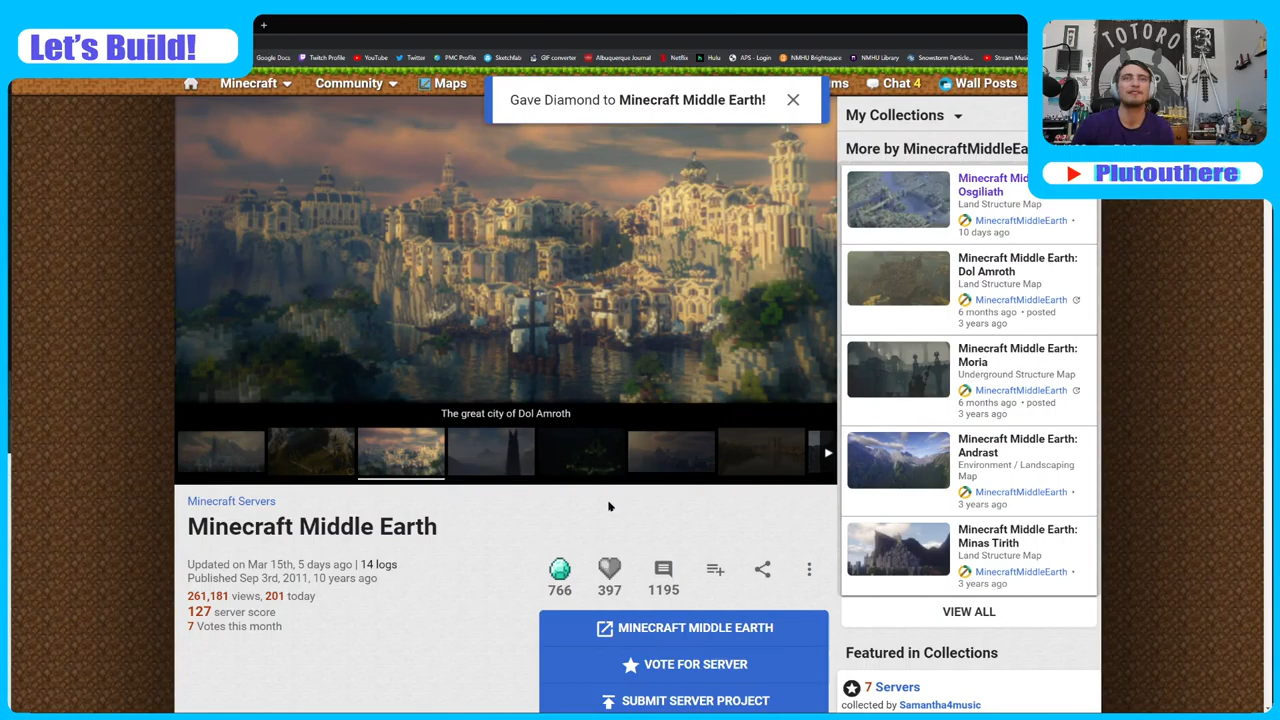 Let's Build!
+
Google Docs Twitch Profile YouTube Twitter PMC Profile Sketchlab GIF converter Albuquerque Journal Netflix Hulu APS - Login NMHU Brightspace NMHU Library Snowstorm Particle... Stream Musi
Minecraft Community Maps ms Chat 4 Wall Posts
Gave Diamond to Minecraft Middle Earth!
TOTORO
Plutouthere
My Collections
More by MinecraftMiddleEa
Minecraft Mid
Osgiliath
Land Structure Map
MinecraftMiddleEarth •
10 days ago
Minecraft Middle Earth:
Dol Amroth
Land Structure Map
MinecraftMiddleEarth
6 months ago • posted
3 years ago
Minecraft Middle Earth:
Moria
Underground Structure Map
MinecraftMiddleEarth
6 months ago • posted
3 years ago
Minecraft Middle Earth:
Andrast
Environment / Landscaping
Map
MinecraftMiddleEarth •
3 years ago
Minecraft Middle Earth:
Minas Tirith
Land Structure Map
MinecraftMiddleEarth •
3 years ago
VIEW ALL
Featured in Collections
7 Servers
collected by Samantha4music
The great city of Dol Amroth
Minecraft Servers
Minecraft Middle Earth
Updated on Mar 15th, 5 days ago | 14 logs
Published Sep 3rd, 2011, 10 years ago
261,181 views, 201 today
127 server score
7 Votes this month
766 397 1195
MINECRAFT MIDDLE EARTH
VOTE FOR SERVER
SUBMIT SERVER PROJECT